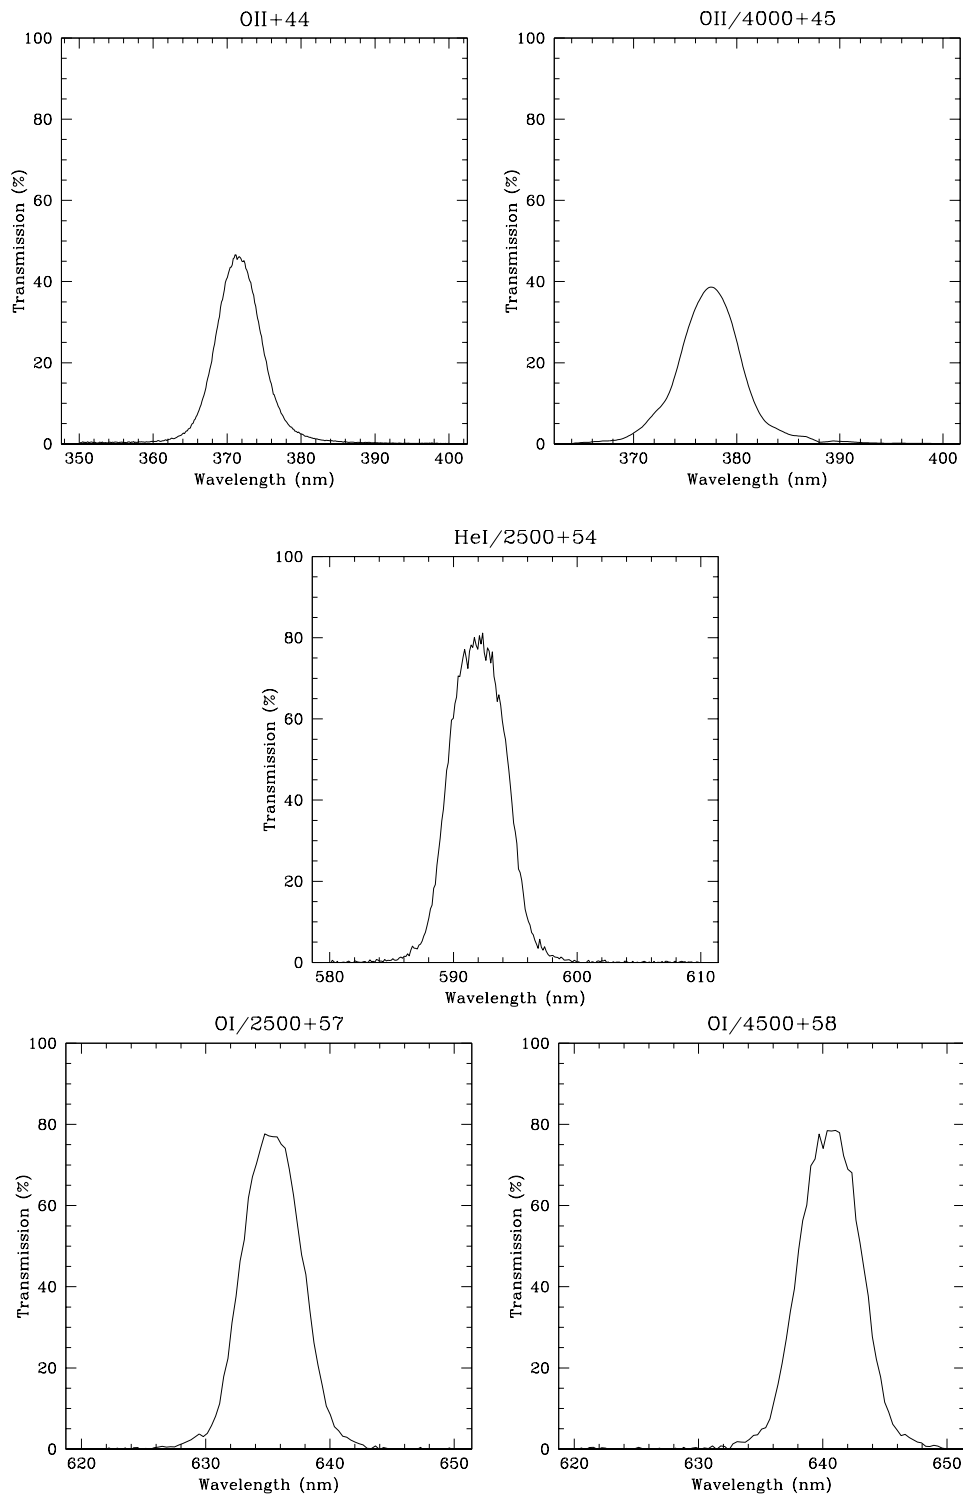 OII+44
OII/4000+45
100
80
60
40
20
0
Transmission (%)
350 360 370 380 390 400
Wavelength (nm)
100
80
60
40
20
0
Transmission (%)
370 380 390 400
Wavelength (nm)
HeI/2500+54
100
80
60
40
20
0
Transmission (%)
580 590 600 610
Wavelength (nm)
OI/2500+57
OI/4500+58
100
80
60
40
20
0
Transmission (%)
620 630 640 650
Wavelength (nm)
100
80
60
40
20
0
Transmission (%)
620 630 640 650
Wavelength (nm)